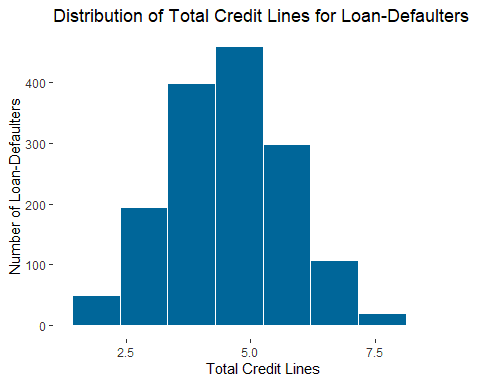 Distribution of Total Credit Lines for Loan-Defaulters
Number of Loan-Defaulters
400
300
200
100
0
2.5 5.0 7.5
Total Credit Lines